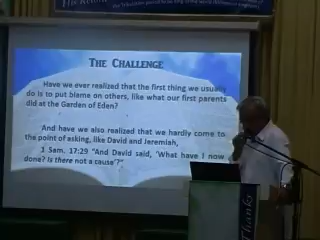 THE CHALLENGE
Have we ever realized that the first thing we usually
do is to put blame on others, like what our first parents
did at the Garden of Eden?
And have we also realized that we hardly come to
the point of asking, like David and Jeremiah,
1 Sam. 17:29 "And David said, 'What have I now
done? Is there not a cause'?"
Thanks